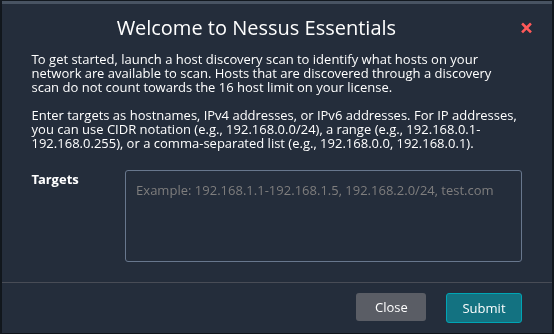 Welcome to Nessus Essentials
To get started, launch a host discovery scan to identify what hosts on your
network are available to scan. Hosts that are discovered through a discovery
scan do not count towards the 16 host limit on your license.
Enter targets as hostnames, IPv4 addresses, or IPv6 addresses. For IP addresses,
you can use CIDR notation (e.g., 192.168.0.0/24), a range (e.g., 192.168.0.1-
192.168.0.255), or a comma-separated list (e.g., 192.168.0.0, 192.168.0.1).
Targets
Example: 192.168.1.1-192.168.1.5, 192.168.2.0/24, test.com
Close
Submit